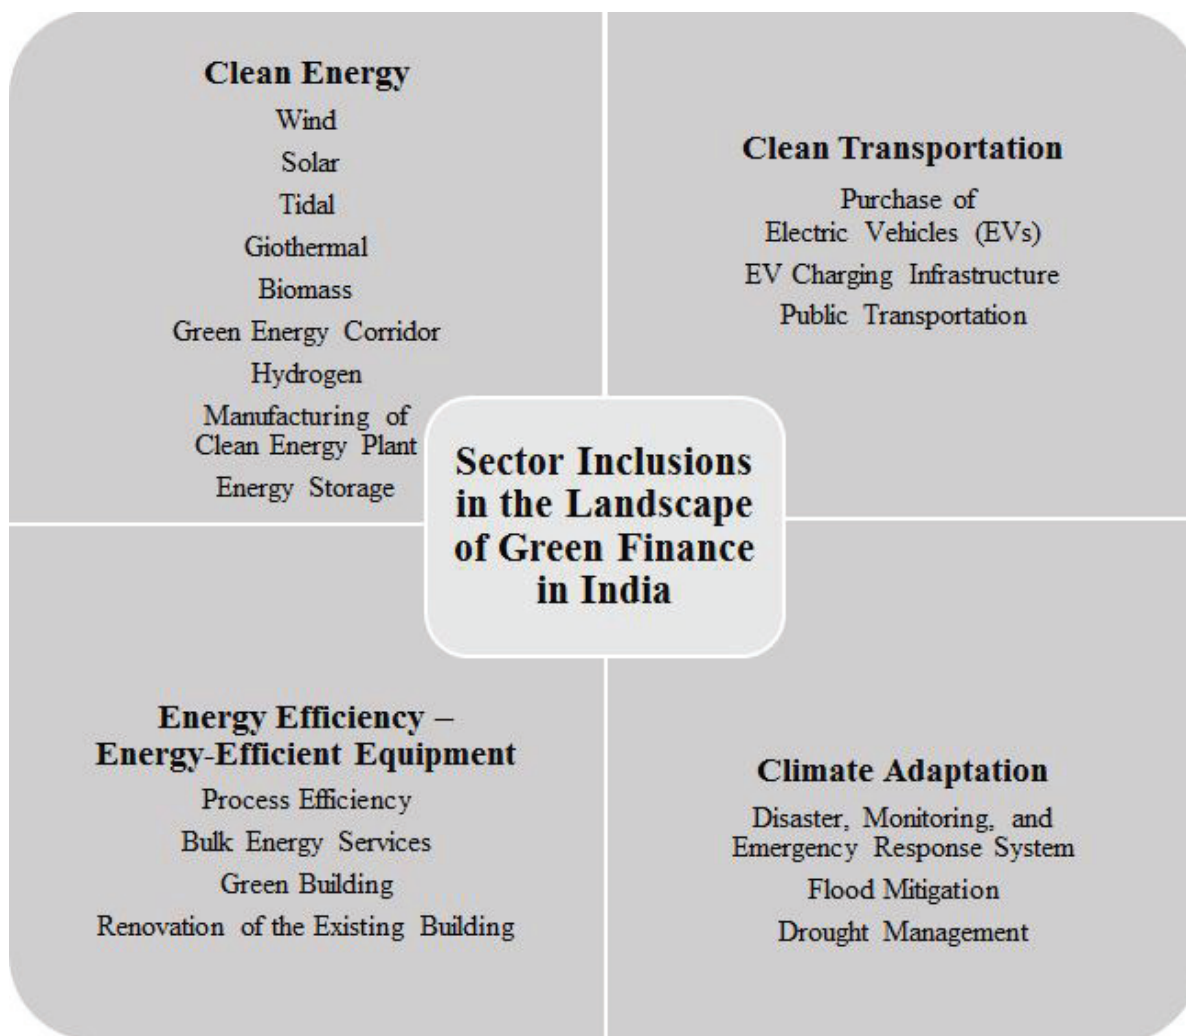 Clean Energy
Wind
Solar
Tidal
Giothermal
Biomass
Green Energy Corridor
Hydrogen
Manufacturing of
Clean Energy Plant
Energy Storage
Clean Transportation
Purchase of
Electric Vehicles (EVs)
EV Charging Infrastructure
Public Transportation
Sector Inclusions
in the Landscape
of Green Finance
in India
Energy Efficiency –
Energy-Efficient Equipment
Process Efficiency
Bulk Energy Services
Green Building
Renovation of the Existing Building
Climate Adaptation
Disaster, Monitoring, and
Emergency Response System
Flood Mitigation
Drought Management